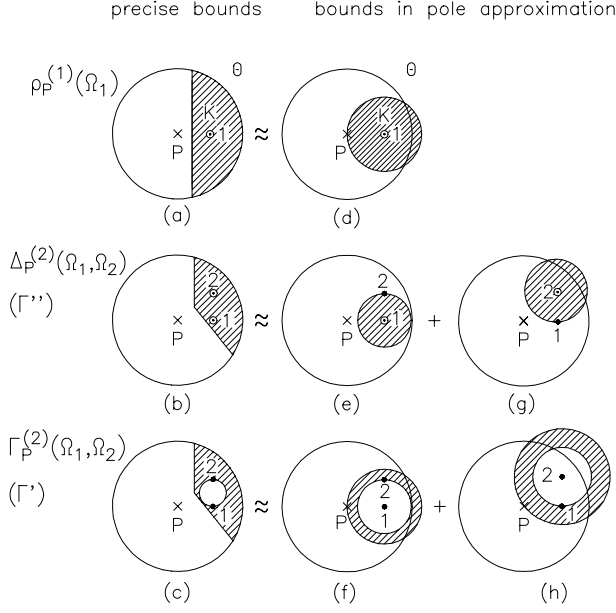 precise bounds bounds in pole approximation
ρ_P^(1)(Ω_1) θ θ
K K
1 ≈ 1
P P
(a) (d)
Δ_P^(2)(Ω_1,Ω_2)
(Γ'') 2 2 2
1 ≈ 1 + 1
P P P
(b) (e) (g)
Γ_P^(2)(Ω_1,Ω_2)
(Γ') 2 2 2
1 ≈ 1 + 1
P P P
(c) (f) (h)